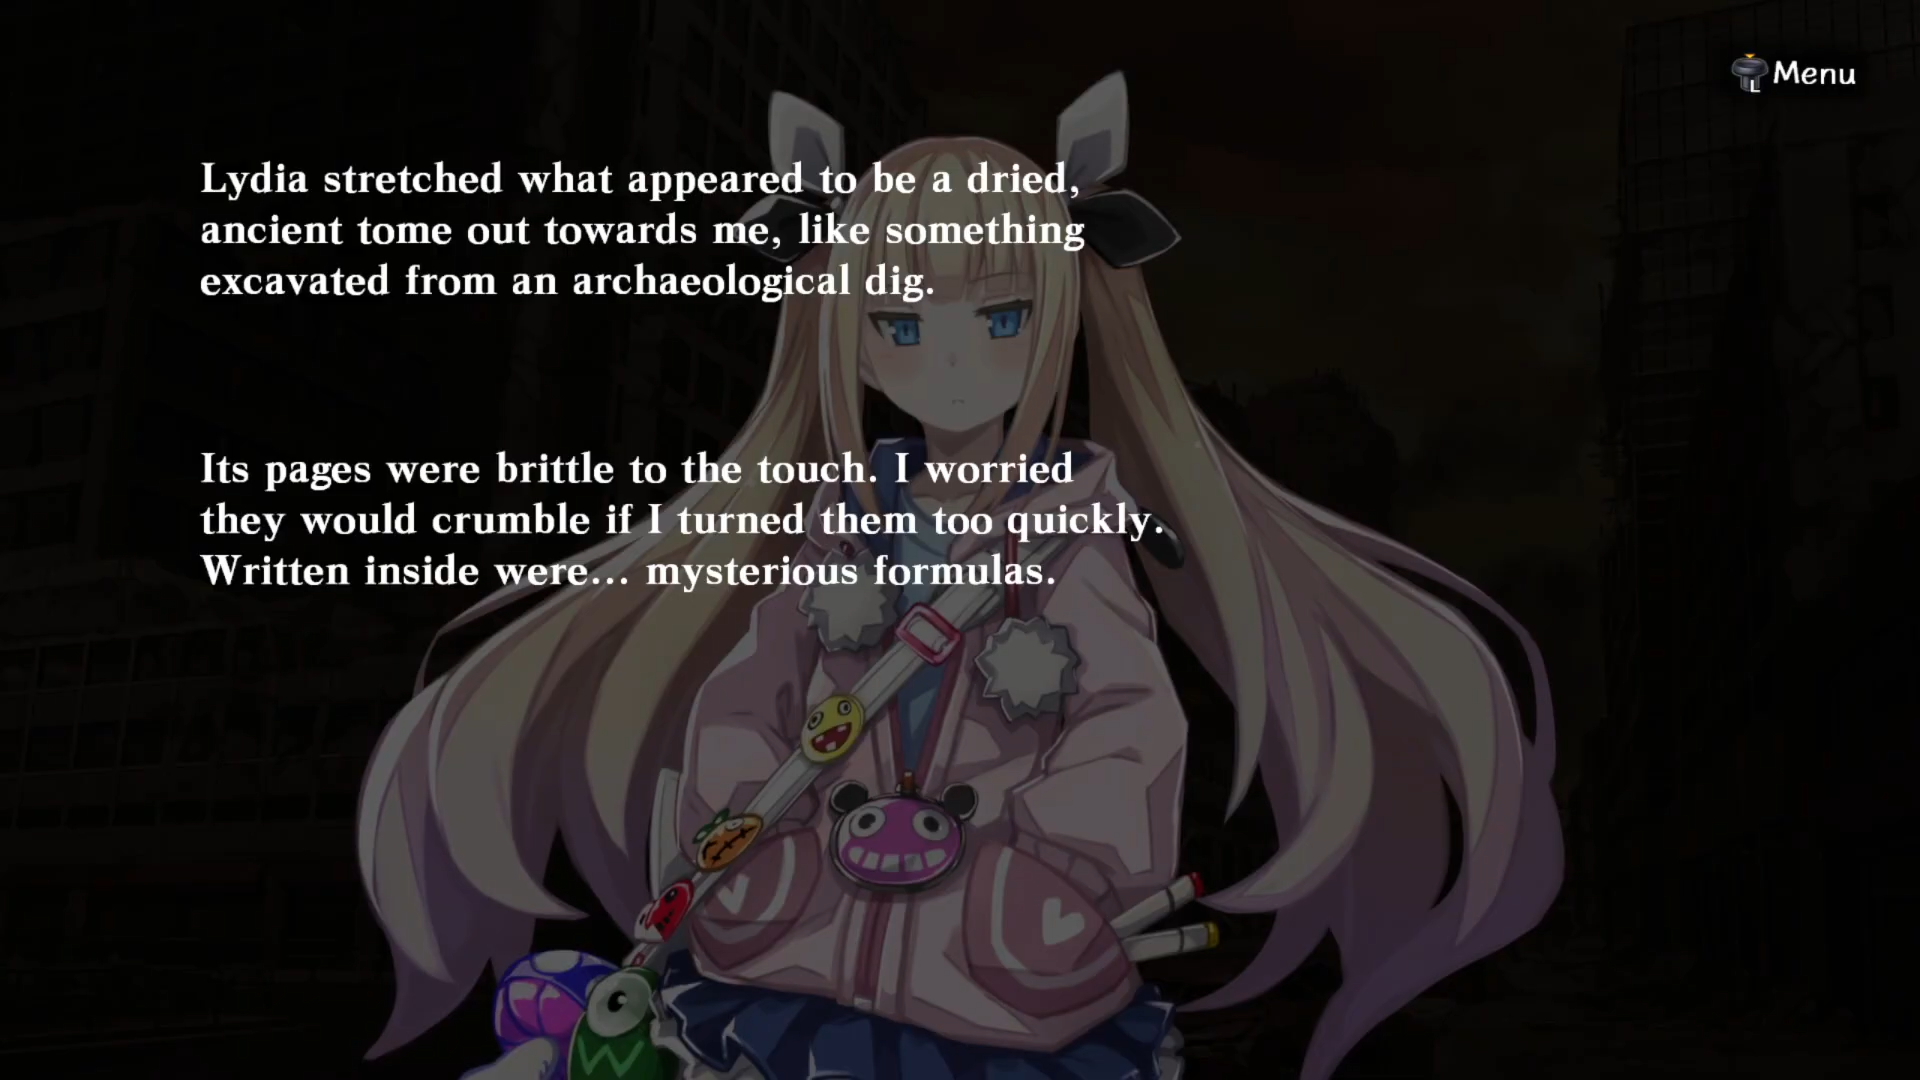 Menu
Lydia stretched what appeared to be a dried,
ancient tome out towards me, like something
excavated from an archaeological dig.
Its pages were brittle to the touch. I worried
they would crumble if I turned them too quickly.
Written inside were... mysterious formulas.